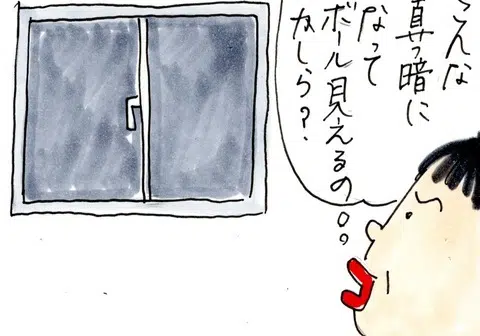 こんな
真っ暗に
なって
ボール見えるの。。
かしら？